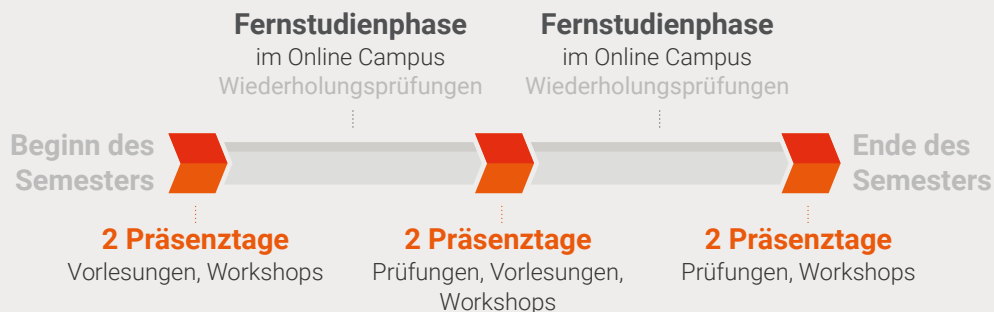 Fernstudienphase
im Online Campus
Wiederholungsprüfungen
Fernstudienphase
im Online Campus
Wiederholungsprüfungen
Beginn des
Semesters
Ende des
Semesters
2 Präsenztage
Vorlesungen, Workshops
2 Präsenztage
Prüfungen, Vorlesungen,
Workshops
2 Präsenztage
Prüfungen, Workshops